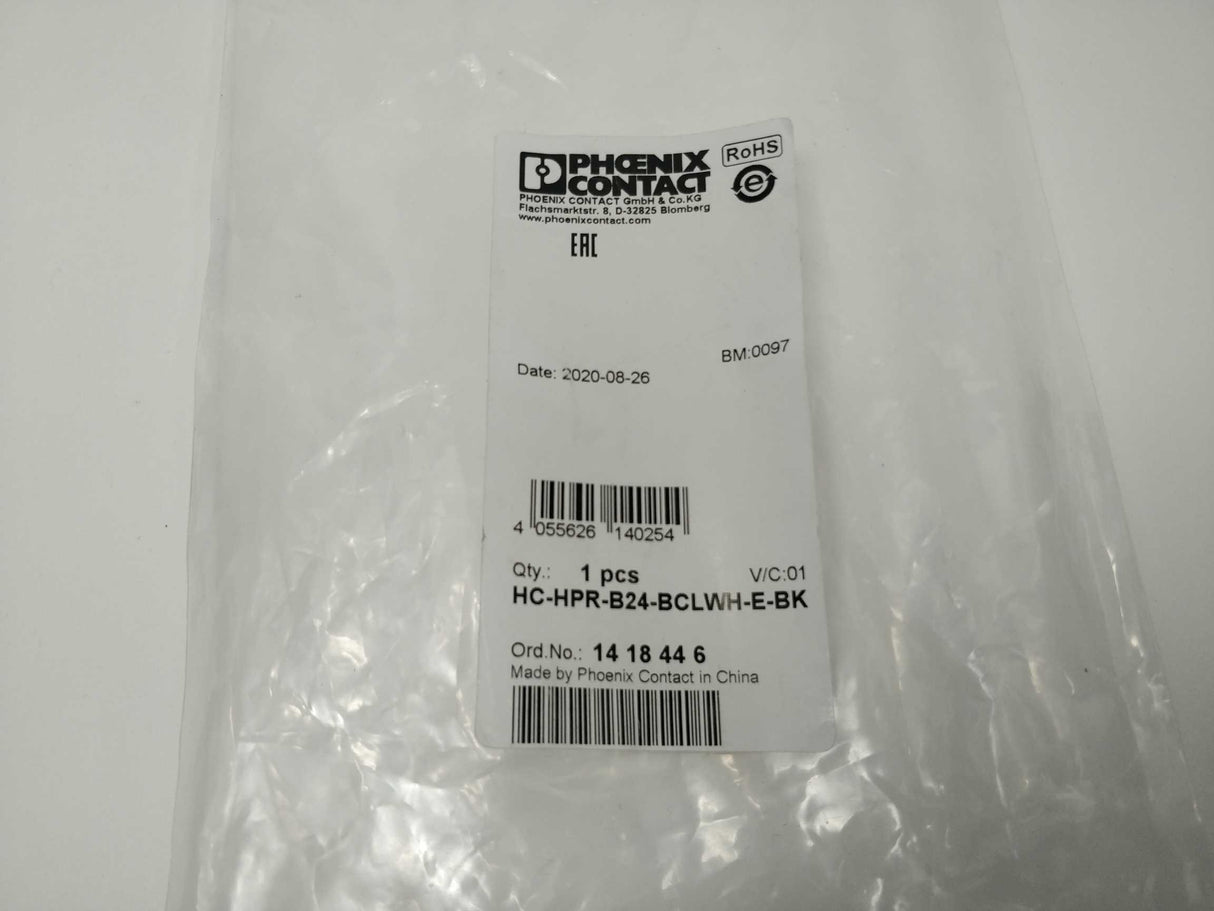 PHŒNIX
CONTACT
RoHS
e
PHOENIX CONTACT GmbH & Co.KG
Flachsmarktstr. 8, D-32825 Blomberg
www.phoenixcontact.com
EAC
BM:0097
Date: 2020-08-26
4 055626 140254
Qty.: 1 pcs V/C:01
HC-HPR-B24-BCLWH-E-BK
Ord.No.: 14 18 44 6
Made by Phoenix Contact in China